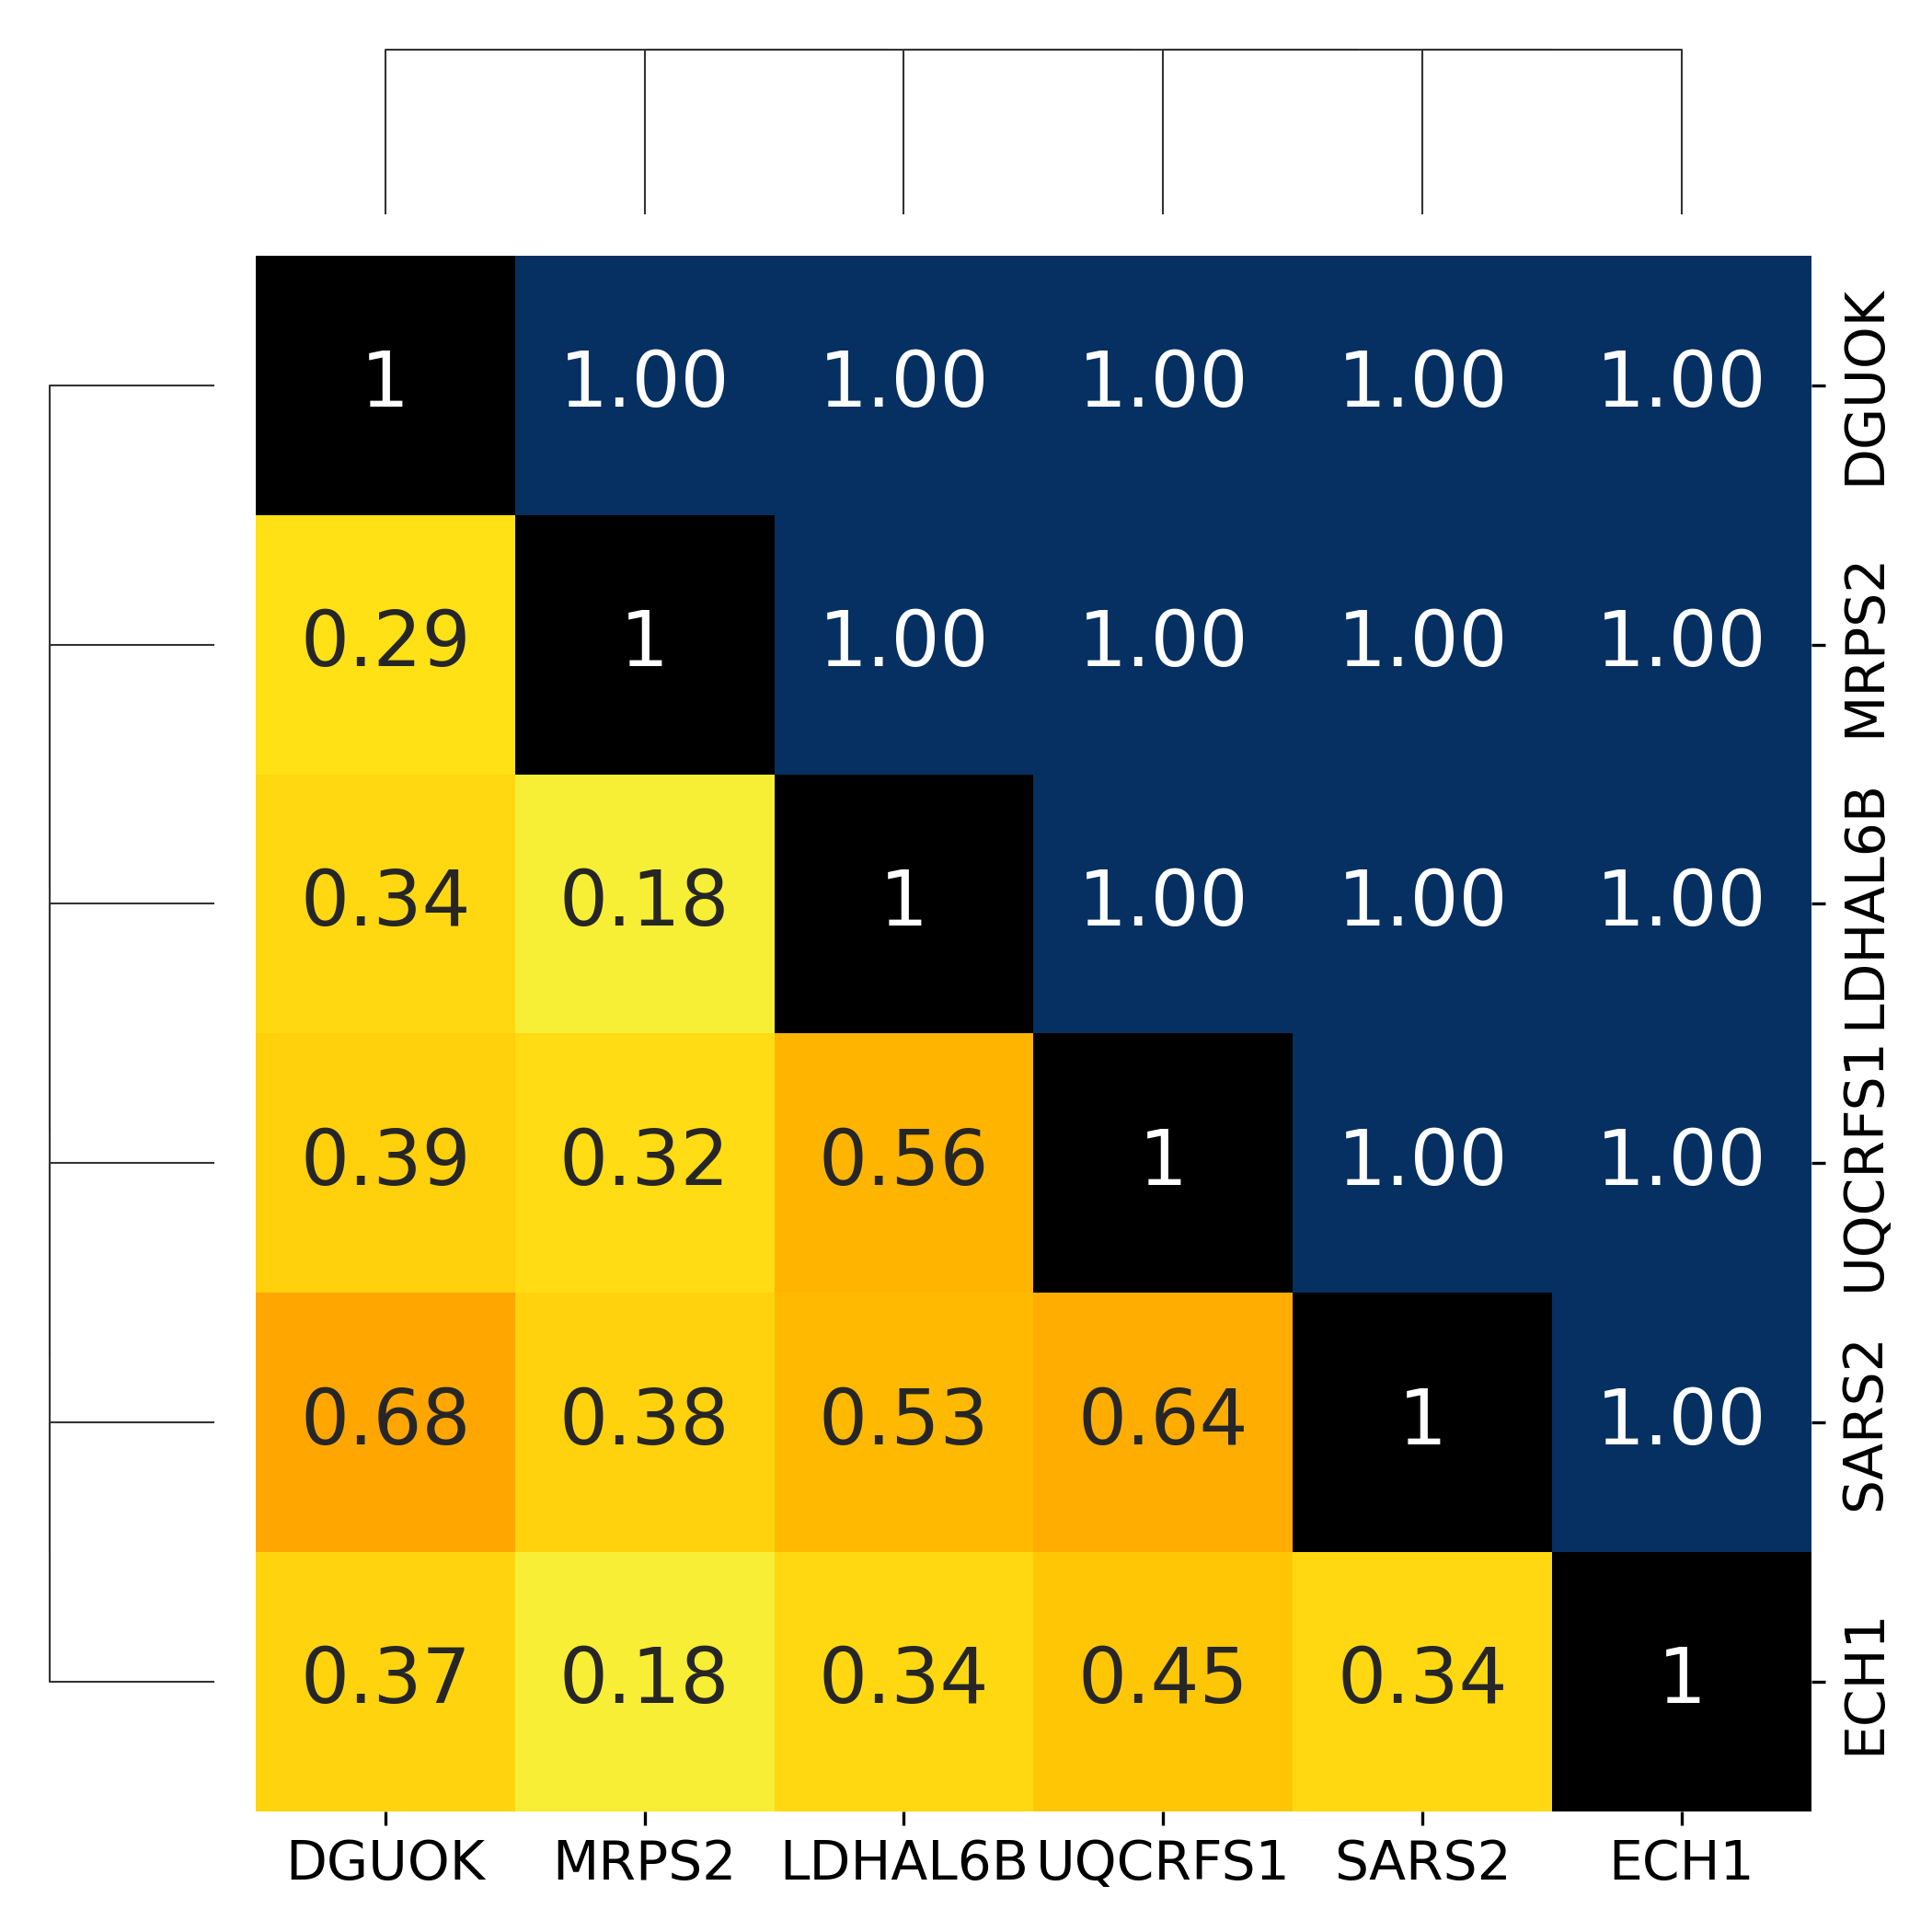 1 1.00 1.00 1.00 1.00 1.00 DGUOK
0.29 1 1.00 1.00 1.00 1.00 MRPS2
0.34 0.18 1 1.00 1.00 1.00 LDHAL6B
0.39 0.32 0.56 1 1.00 1.00 UQCRFS1
0.68 0.38 0.53 0.64 1 1.00 SARS2
0.37 0.18 0.34 0.45 0.34 1 ECH1
DGUOK MRPS2 LDHAL6B UQCRFS1 SARS2 ECH1